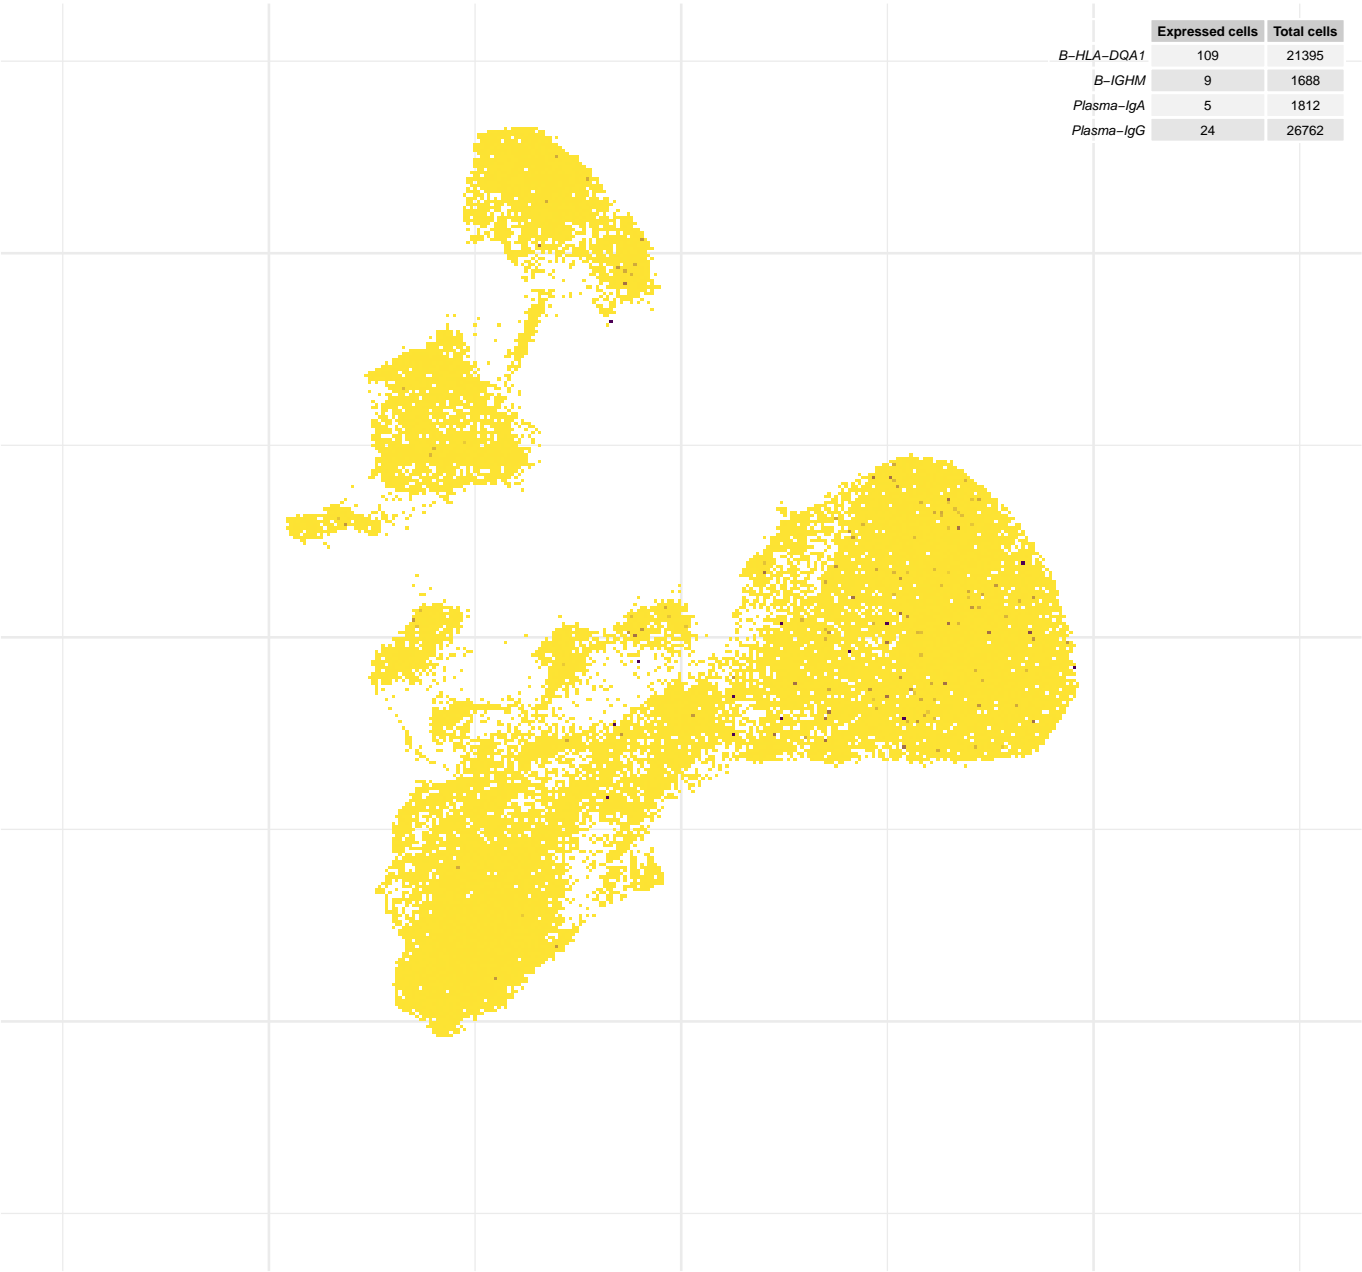 Expressed cells Total cells
B−HLA−DQA1 109 21395
B−IGHM 9 1688
Plasma−IgA 5 1812
Plasma−IgG 24 26762